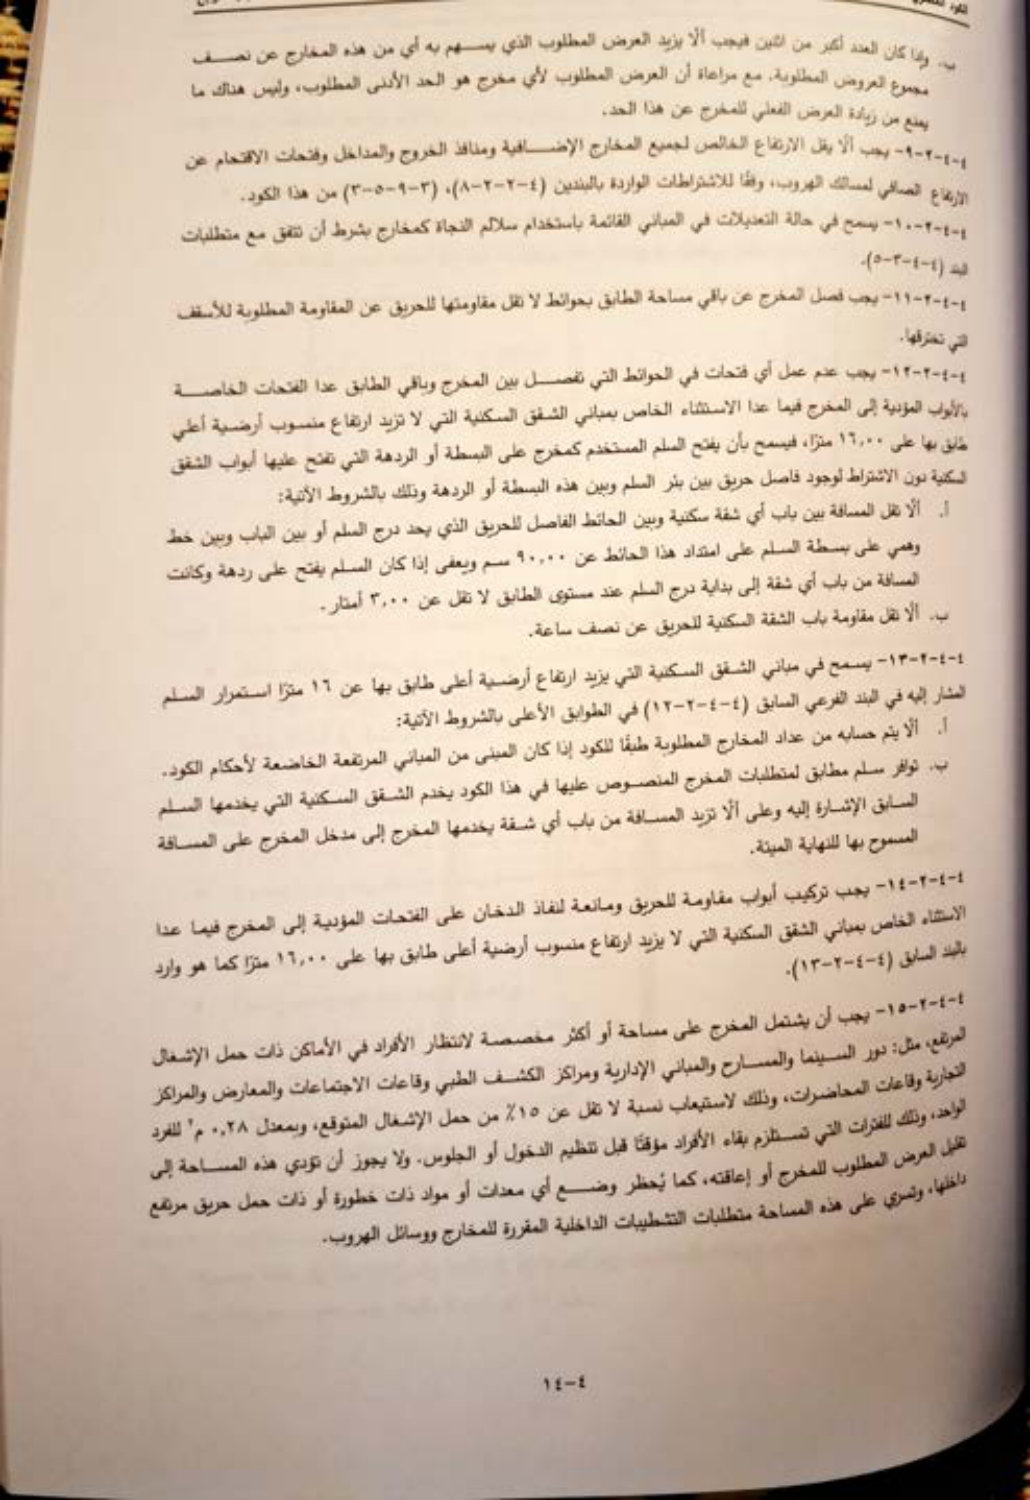 ب. وإذا كان العدد أكبر من اثنين فيجب ألا يزيد العرض المطلوب الذي يسهم به أي من هذه المخارج عن نصف
مجموع العروض المطلوبة، مع مراعاة أن العرض المطلوب لأي مخرج هو الحد الأدنى المطلوب، وليس هناك ما
يمنع من زيادة العرض الفعلي للمخرج عن هذا الحد.
٤-٤-٢-٩- يجب ألا يقل الارتفاع الخالص لجميع المخارج الإضافية ومنافذ الخروج والمداخل وفتحات الاقتحام عن
الارتفاع الصافي لمسالك الهروب، وفقًا للاشتراطات الواردة بالبندين (٤-٢-٢-٨)، (٣-٩-٥-٣) من هذا الكود.
٤-٤-٢-١٠- يسمح في حالة التعديلات في المباني القائمة باستخدام سلالم النجاة كمخارج بشرط أن تتفق مع متطلبات
البند (٤-٤-٣-٥).
٤-٤-٢-١١- يجب فصل المخرج عن باقي مساحة الطابق بحوائط لا تقل مقاومتها للحريق عن المقاومة المطلوبة للأسقف
التي تخترقها.
٤-٤-٢-١٢- يجب عدم عمل أي فتحات في الحوائط التي تفصل بين المخرج وباقي الطابق عدا الفتحات الخاصة
بالأبواب المؤدية إلى المخرج فيما عدا الاستثناء الخاص بمباني الشقق السكنية التي لا تزيد ارتفاع منسوب أرضية أعلي
طابق بها على ١٦,٠٠ مترًا، فيسمح بأن يفتح السلم المستخدم كمخرج على البسطة أو الردهة التي تفتح عليها أبواب الشقق
السكنية دون الاشتراط لوجود فاصل حريق بين بئر السلم وبين هذه البسطة أو الردهة وذلك بالشروط الآتية:
أ. ألا تقل المسافة بين باب أي شقة سكنية وبين الحائط الفاصل للحريق الذي يحد درج السلم أو بين الباب وبين خط
وهمي على بسطة السلم على امتداد هذا الحائط عن ٩٠,٠٠ سم ويعفى إذا كان السلم يفتح على ردهة وكانت
المسافة من باب أي شقة إلى بداية درج السلم عند مستوى الطابق لا تقل عن ٣,٠٠ أمتار.
ب. ألا تقل مقاومة باب الشقة السكنية للحريق عن نصف ساعة.
٤-٤-٢-١٣- يسمح في مباني الشقق السكنية التي يزيد ارتفاع أرضية أعلى طابق بها عن ١٦ مترًا استمرار السلم
المشار إليه في البند الفرعي السابق (٤-٤-٢-١٢) في الطوابق الأعلى بالشروط الآتية:
أ. ألا يتم حسابه من عداد المخارج المطلوبة طبقًا للكود إذا كان المبنى من المباني المرتفعة الخاضعة لأحكام الكود.
ب. توافر سلم مطابق لمتطلبات المخرج المنصوص عليها في هذا الكود يخدم الشقق السكنية التي يخدمها السلم
السابق الإشارة إليه وعلى ألا تزيد المسافة من باب أي شقة يخدمها المخرج إلى مدخل المخرج على المسافة
المسموح بها للنهاية الميتة.
٤-٤-٢-١٤- يجب تركيب أبواب مقاومة للحريق ومانعة لنفاذ الدخان على الفتحات المؤدية إلى المخرج فيما عدا
الاستثناء الخاص بمباني الشقق السكنية التي لا يزيد ارتفاع منسوب أرضية أعلى طابق بها على ١٦,٠٠ مترًا كما هو وارد
بالبند السابق (٤-٤-٢-١٣).
٤-٤-٢-١٥- يجب أن يشتمل المخرج على مساحة أو أكثر مخصصة لانتظار الأفراد في الأماكن ذات حمل الإشغال
المرتفع، مثل: دور السينما والمسارح والمباني الإدارية ومراكز الكشف الطبي وقاعات الاجتماعات والمعارض والمراكز
التجارية وقاعات المحاضرات، وذلك لاستيعاب نسبة لا تقل عن ١٥٪ من حمل الإشغال المتوقع، وبمعدل ٠,٢٨ م² للفرد
الواحد، وذلك للفترات التي تستلزم بقاء الأفراد مؤقتًا قبل تنظيم الدخول أو الجلوس. ولا يجوز أن تؤدي هذه المساحة إلى
تقليل العرض المطلوب للمخرج أو إعاقته، كما يُحظر وضع أي معدات أو مواد ذات خطورة أو ذات حمل حريق مرتفع
داخلها، وتسري على هذه المساحة متطلبات التشطيبات الداخلية المقررة للمخارج ووسائل الهروب.
٤-١٤